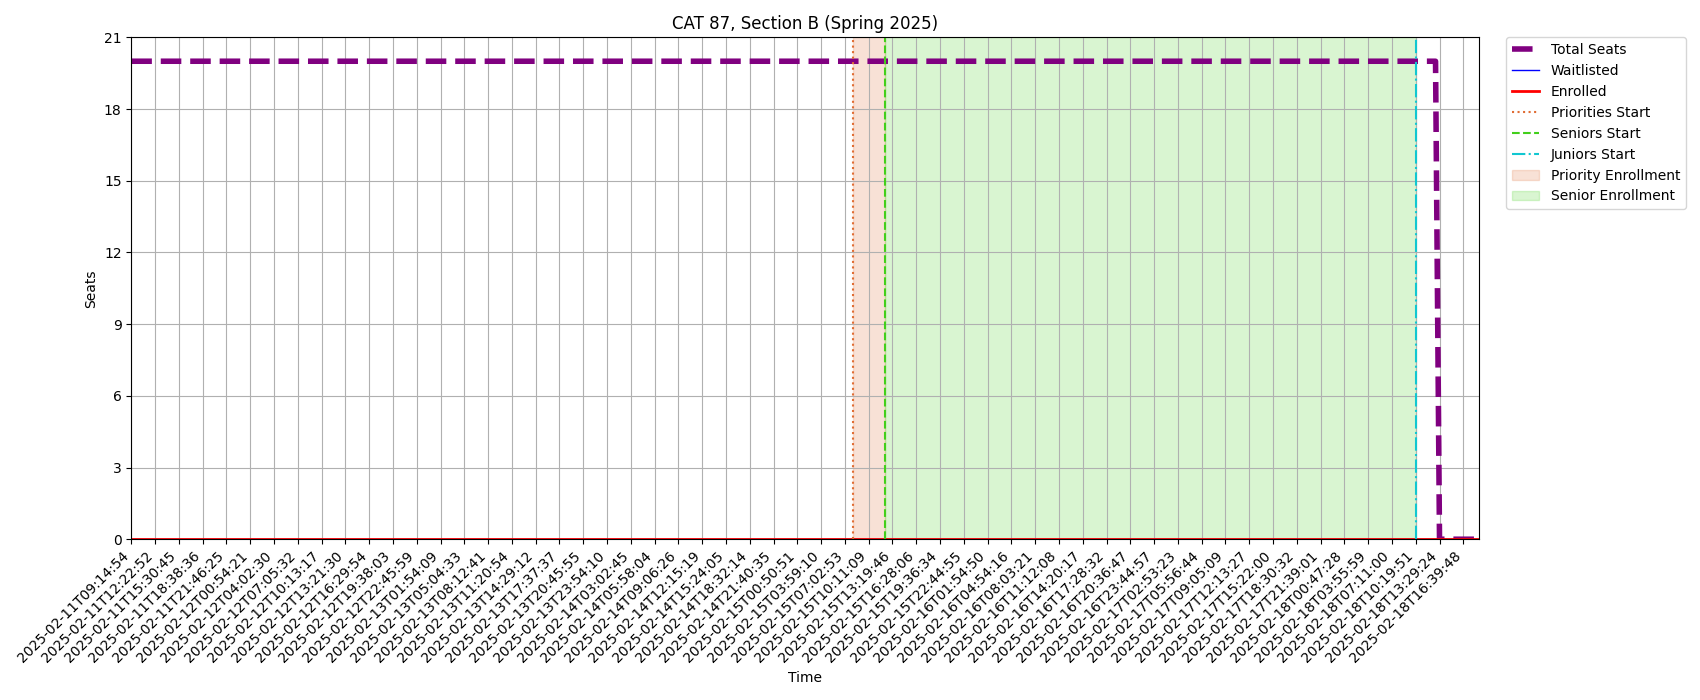 CAT 87, Section B (Spring 2025)
21
18
15
12
9
6
3
0
Seats
2025-02-11T09:14:54
2025-02-11T12:22:52
2025-02-11T15:30:45
2025-02-11T18:38:36
2025-02-11T21:46:25
2025-02-12T00:54:21
2025-02-12T04:02:30
2025-02-12T07:05:32
2025-02-12T10:13:17
2025-02-12T13:21:30
2025-02-12T16:29:54
2025-02-12T19:38:03
2025-02-12T22:45:59
2025-02-13T01:54:09
2025-02-13T05:04:33
2025-02-13T08:12:41
2025-02-13T11:20:54
2025-02-13T14:29:12
2025-02-13T17:37:37
2025-02-13T20:45:55
2025-02-13T23:54:10
2025-02-14T03:02:45
2025-02-14T05:58:04
2025-02-14T09:06:26
2025-02-14T12:15:19
2025-02-14T15:24:05
2025-02-14T18:32:14
2025-02-14T21:40:35
2025-02-15T00:50:51
2025-02-15T03:59:10
2025-02-15T07:02:53
2025-02-15T10:11:09
2025-02-15T13:19:46
2025-02-15T16:28:06
2025-02-15T19:36:34
2025-02-15T22:44:55
2025-02-16T01:54:50
2025-02-16T04:54:16
2025-02-16T08:03:21
2025-02-16T11:12:08
2025-02-16T14:20:17
2025-02-16T17:28:32
2025-02-16T20:36:47
2025-02-16T23:44:57
2025-02-17T02:53:23
2025-02-17T05:56:44
2025-02-17T09:05:09
2025-02-17T12:13:27
2025-02-17T15:22:00
2025-02-17T18:30:32
2025-02-17T21:39:01
2025-02-18T00:47:28
2025-02-18T03:55:59
2025-02-18T07:11:00
2025-02-18T10:19:51
2025-02-18T13:29:24
2025-02-18T16:39:48
Time
Total Seats
Waitlisted
Enrolled
Priorities Start
Seniors Start
Juniors Start
Priority Enrollment
Senior Enrollment